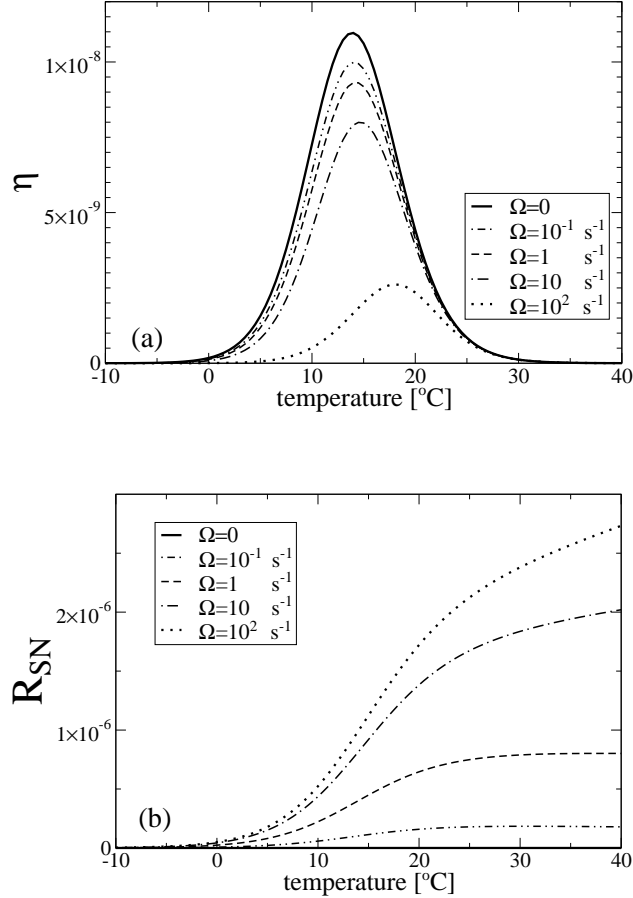 1×10⁻⁸
η
5×10⁻⁹
Ω=0
Ω=10⁻¹ s⁻¹
Ω=1 s⁻¹
Ω=10 s⁻¹
Ω=10² s⁻¹
(a)
0
-10 0 10 20 30 40
temperature [°C]
Ω=0
Ω=10⁻¹ s⁻¹
Ω=1 s⁻¹
Ω=10 s⁻¹
Ω=10² s⁻¹
2×10⁻⁶
R_SN
1×10⁻⁶
(b)
0
-10 0 10 20 30 40
temperature [°C]